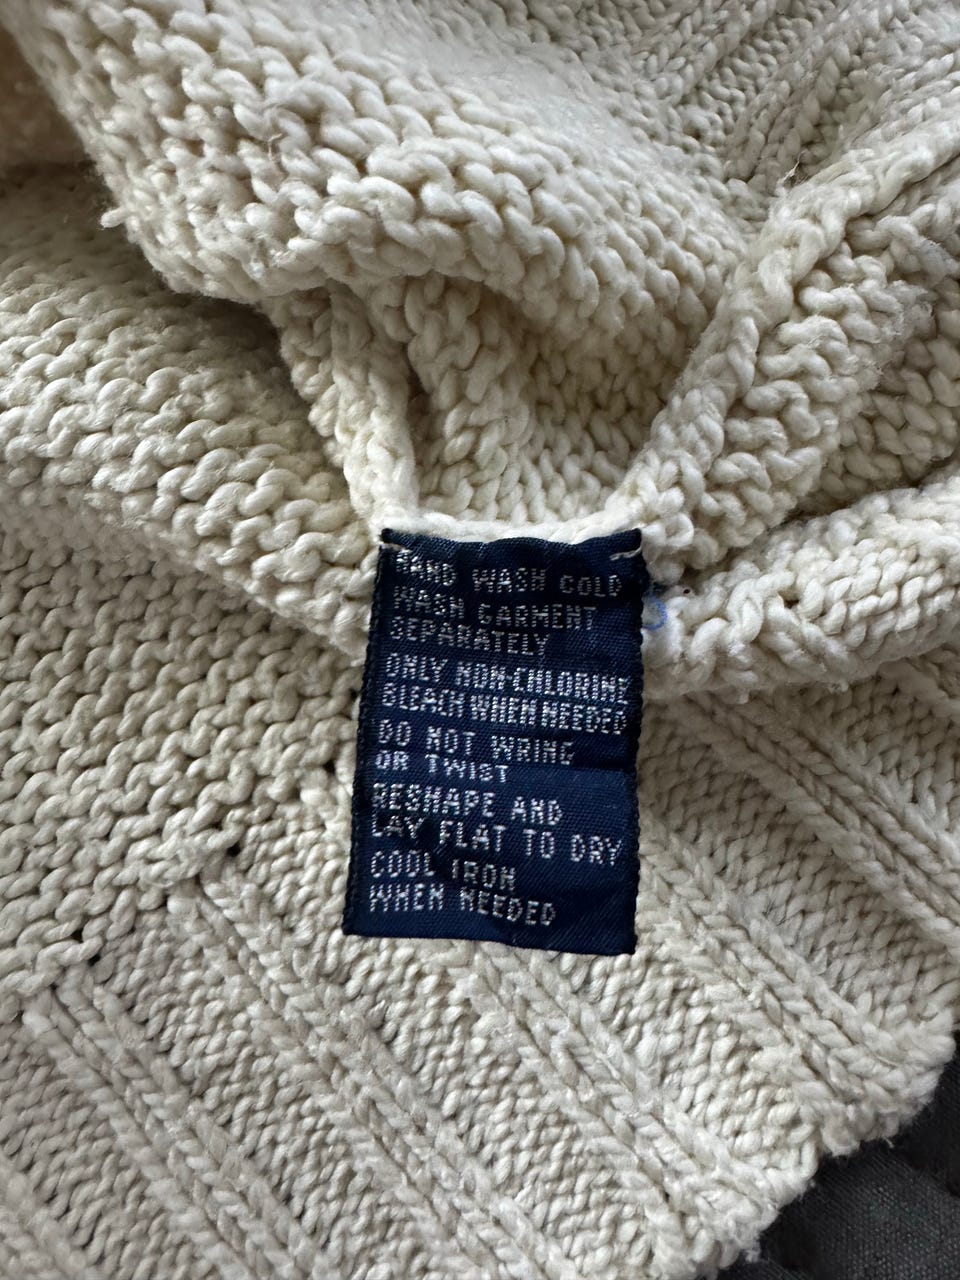 HAND WASH COLD
WASH GARMENT
SEPARATELY
ONLY NON-CHLORINE
BLEACH WHEN NEEDED
DO NOT WRING
OR TWIST
RESHAPE AND
LAY FLAT TO DRY
COOL IRON
WHEN NEEDED